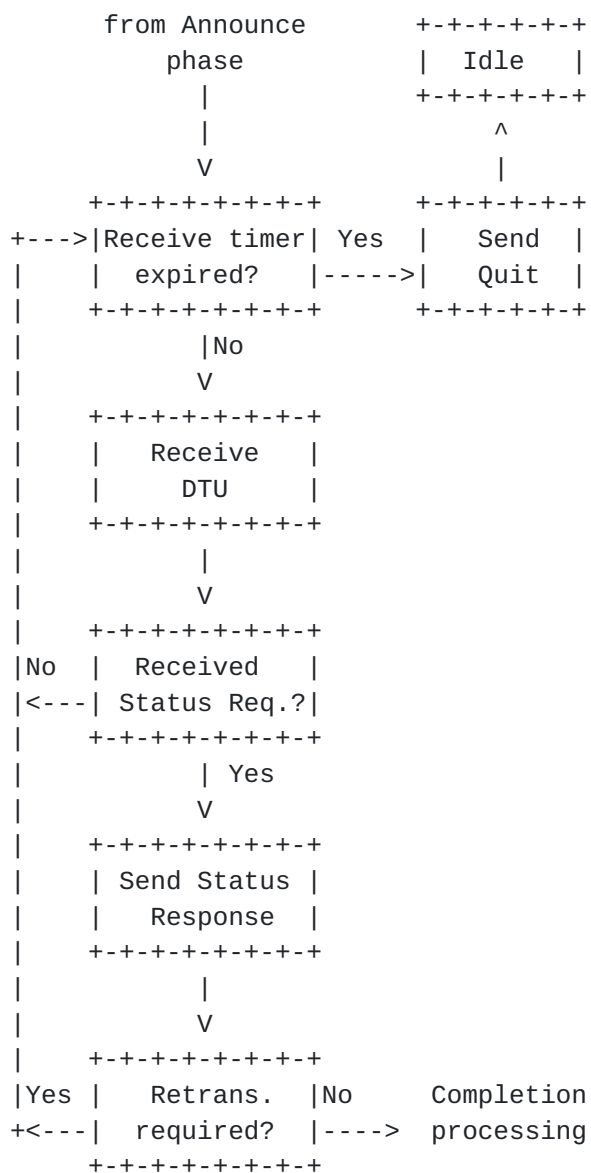 from Announce       +-+-+-+-+-+
         phase           |  Idle   |
           |             +-+-+-+-+-+
           |                  ^
           V                  |
     +-+-+-+-+-+-+-+     +-+-+-+-+-+
+--->|Receive timer| Yes |   Send  |
|    |  expired?   |----->|   Quit  |
|    +-+-+-+-+-+-+-+     +-+-+-+-+-+
|          |No
|          V
|    +-+-+-+-+-+-+-+
|    |   Receive   |
|    |     DTU     |
|    +-+-+-+-+-+-+-+
|          |
|          V
|    +-+-+-+-+-+-+-+
|No  |  Received   |
|<---| Status Req.?|
|    +-+-+-+-+-+-+-+
|          | Yes
|          V
|    +-+-+-+-+-+-+-+
|    | Send Status |
|    |   Response  |
|    +-+-+-+-+-+-+-+
|          |
|          V
|    +-+-+-+-+-+-+-+
|Yes |   Retrans.  |No     Completion
+<---|  required?  |---->  processing
     +-+-+-+-+-+-+-+